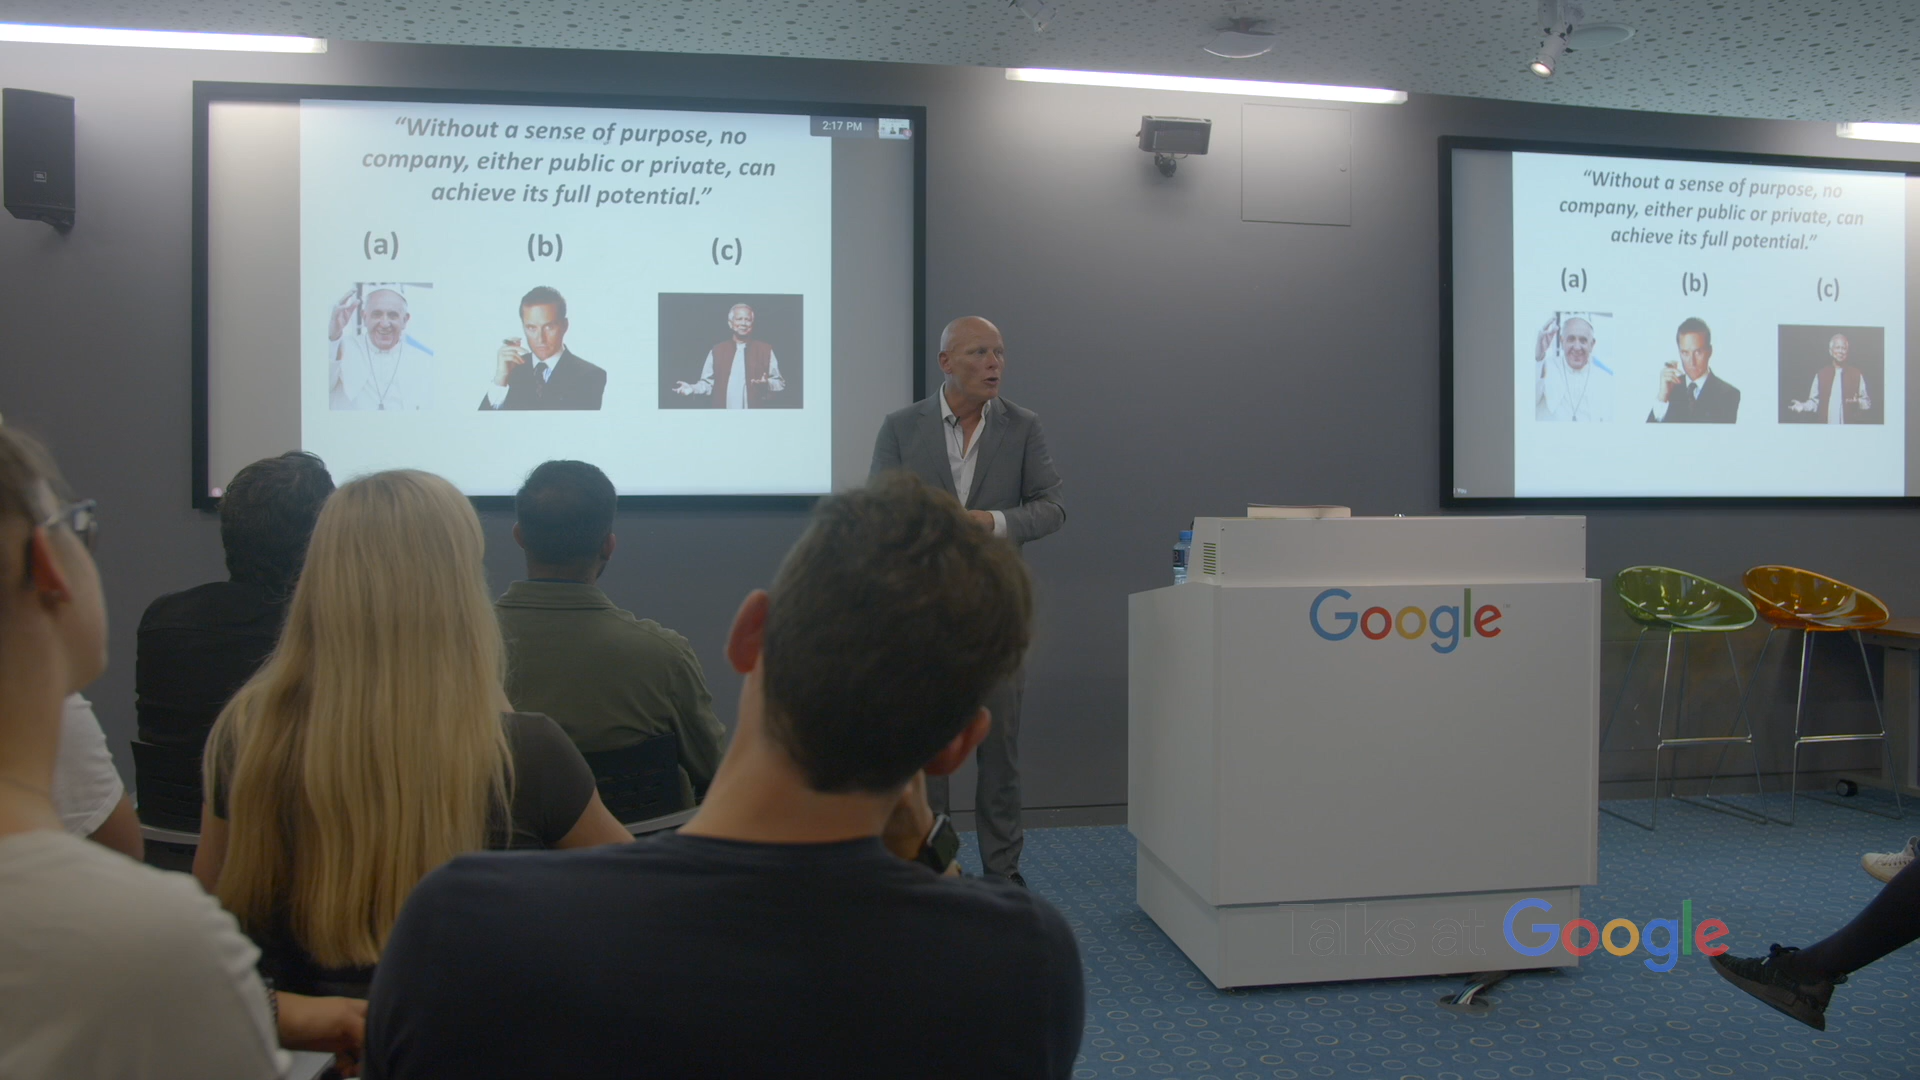 “Without a sense of purpose, no
company, either public or private, can
achieve its full potential.”
(a)
(b)
(c)
2:17 PM
“Without a sense of purpose, no
company, either public or private, can
achieve its full potential.”
(a)
(b)
(c)
JBL
Google
Talks at Google